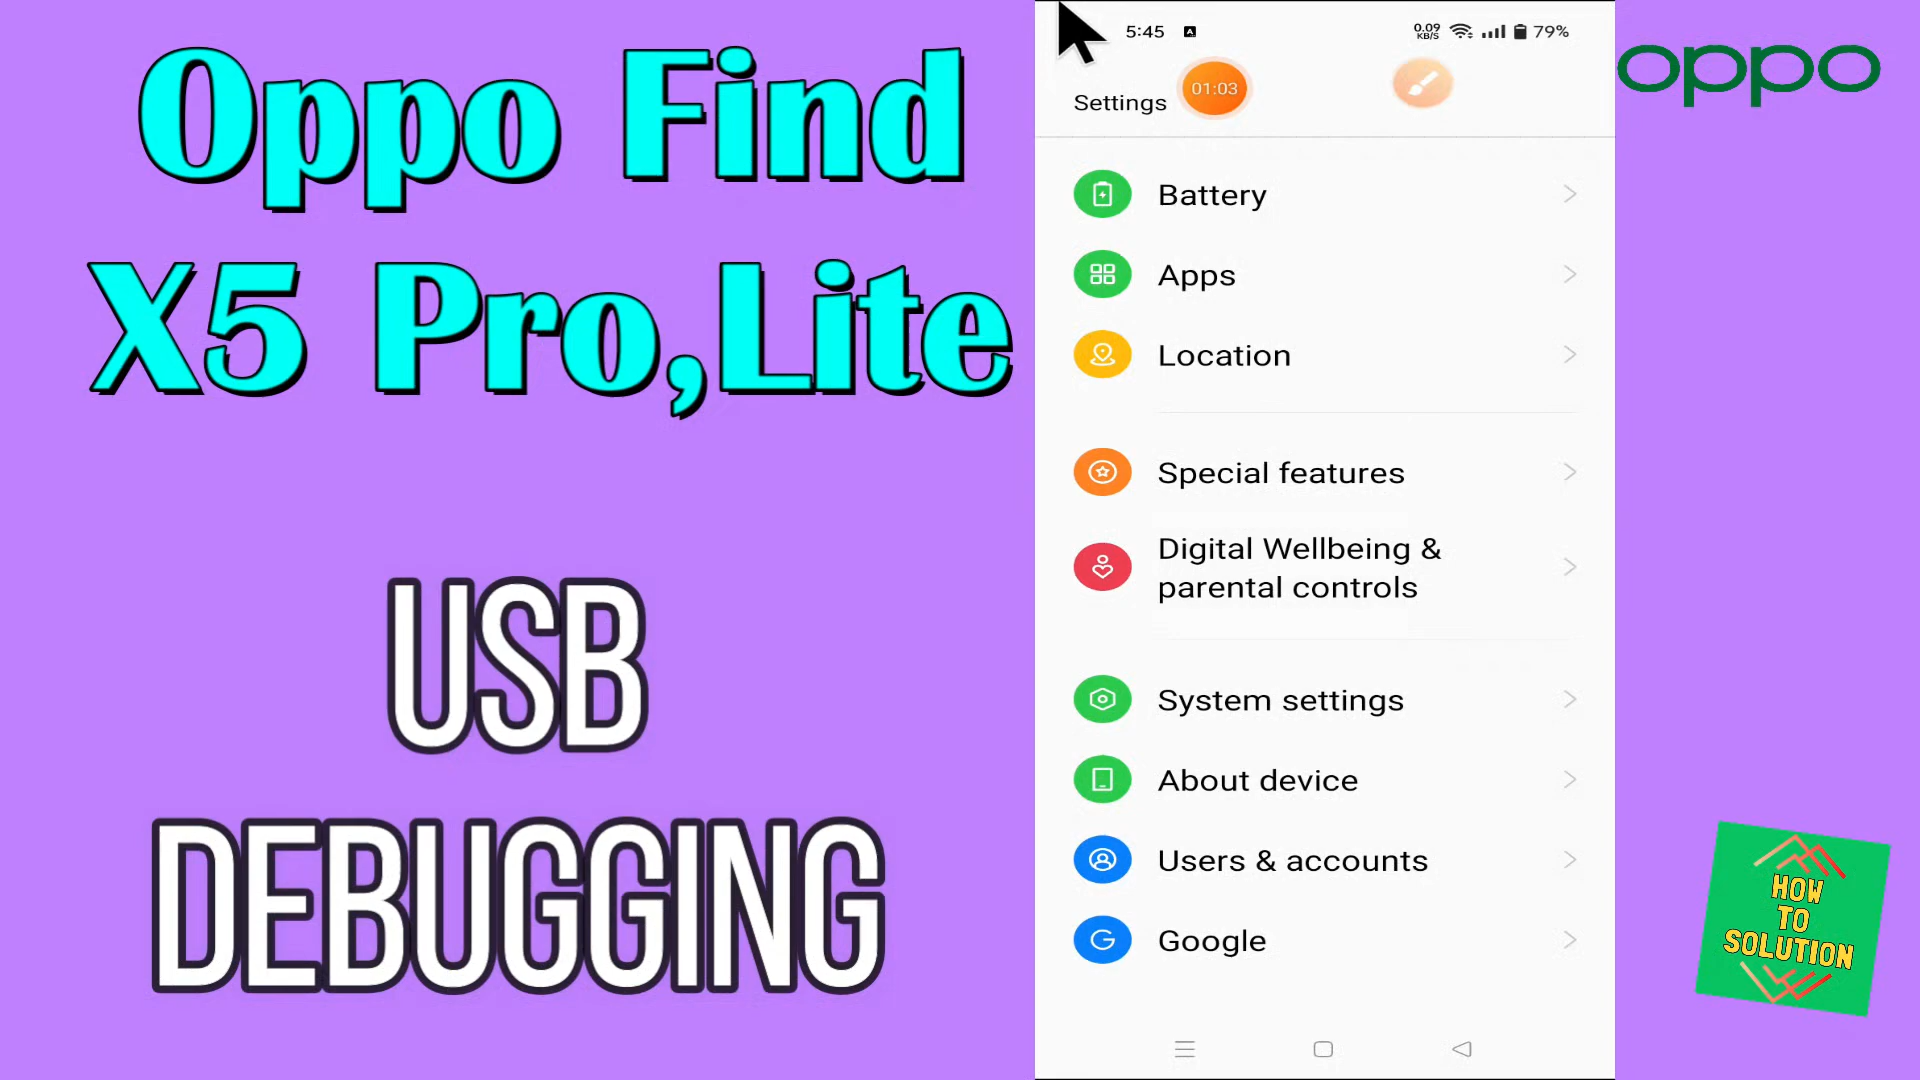 Oppo Find
X5 Pro,Lite
USB
DEBUGGING
5:45
A
0.09
KB/S
79%
Settings
01:03
Battery
Apps
Location
Special features
Digital Wellbeing &
parental controls
System settings
About device
Users & accounts
G
Google
oppo
HOW
TO
SOLUTION